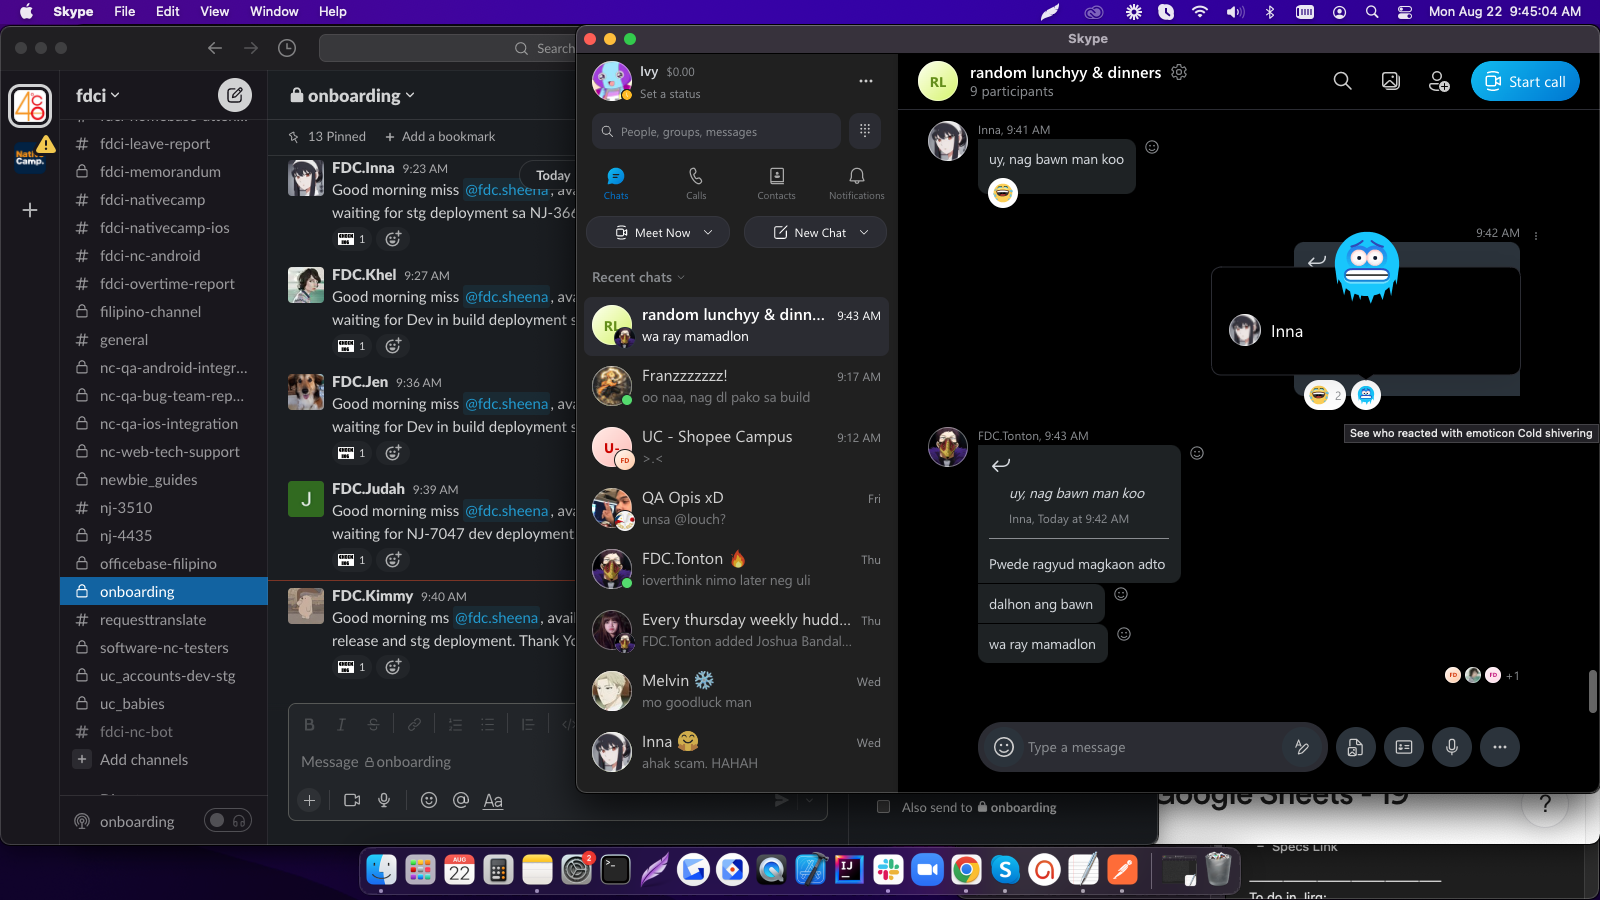 Skype File Edit View Window Help
Mon Aug 22 9:45:04 AM
Search
fdci
fdci-leave-report
fdci-memorandum
fdci-nativecamp
fdci-nativecamp-ios
fdci-nc-android
fdci-overtime-report
filipino-channel
general
nc-qa-android-integr...
nc-qa-bug-team-rep...
nc-qa-ios-integration
nc-web-tech-support
newbie_guides
nj-3510
nj-4435
officebase-filipino
onboarding
requesttranslate
software-nc-testers
uc_accounts-dev-stg
uc_babies
fdci-nc-bot
+ Add channels
onboarding
onboarding
13 Pinned + Add a bookmark
Today
FDC.Inna 9:23 AM
Good morning miss @fdc.sheena, ava
waiting for stg deployment sa NJ-366
1
FDC.Khel 9:27 AM
Good morning miss @fdc.sheena, ava
waiting for Dev in build deployment s
1
FDC.Jen 9:36 AM
Good morning miss @fdc.sheena, ava
waiting for Dev in build deployment s
1
J
FDC.Judah 9:39 AM
Good morning miss @fdc.sheena, ava
waiting for NJ-7047 dev deployment
1
FDC.Kimmy 9:40 AM
Good morning ms @fdc.sheena, avail
release and stg deployment. Thank Yo
1
Message onboarding
Aa
Also send to onboarding
Skype
Ivy $0.00
Set a status
People, groups, messages
Chats Calls Contacts Notifications
Meet Now New Chat
Recent chats
RL
random lunchyy & dinn... 9:43 AM
wa ray mamadlon
Franzzzzzzz! 9:17 AM
oo naa, nag dl pako sa build
U-
FD
UC - Shopee Campus 9:12 AM
>.<
QA Opis xD Fri
unsa @louch?
FDC.Tonton 🔥 Thu
ioverthink nimo later neg uli
Every thursday weekly hudd... Thu
FDC.Tonton added Joshua Bandal...
Melvin ❄️ Wed
mo goodluck man
Inna 🤗 Wed
ahak scam. HAHAH
RL
random lunchyy & dinners
9 participants
Start call
Inna, 9:41 AM
uy, nag bawn man koo
9:42 AM
Inna
2
See who reacted with emoticon Cold shivering
FDC.Tonton, 9:43 AM
uy, nag bawn man koo
Inna, Today at 9:42 AM
Pwede ragyud magkaon adto
dalhon ang bawn
wa ray mamadlon
FD FD +1
Type a message
Google Sheets - 19
?
- Specs Link
To do in Jira:
AUG
22
2
IJ